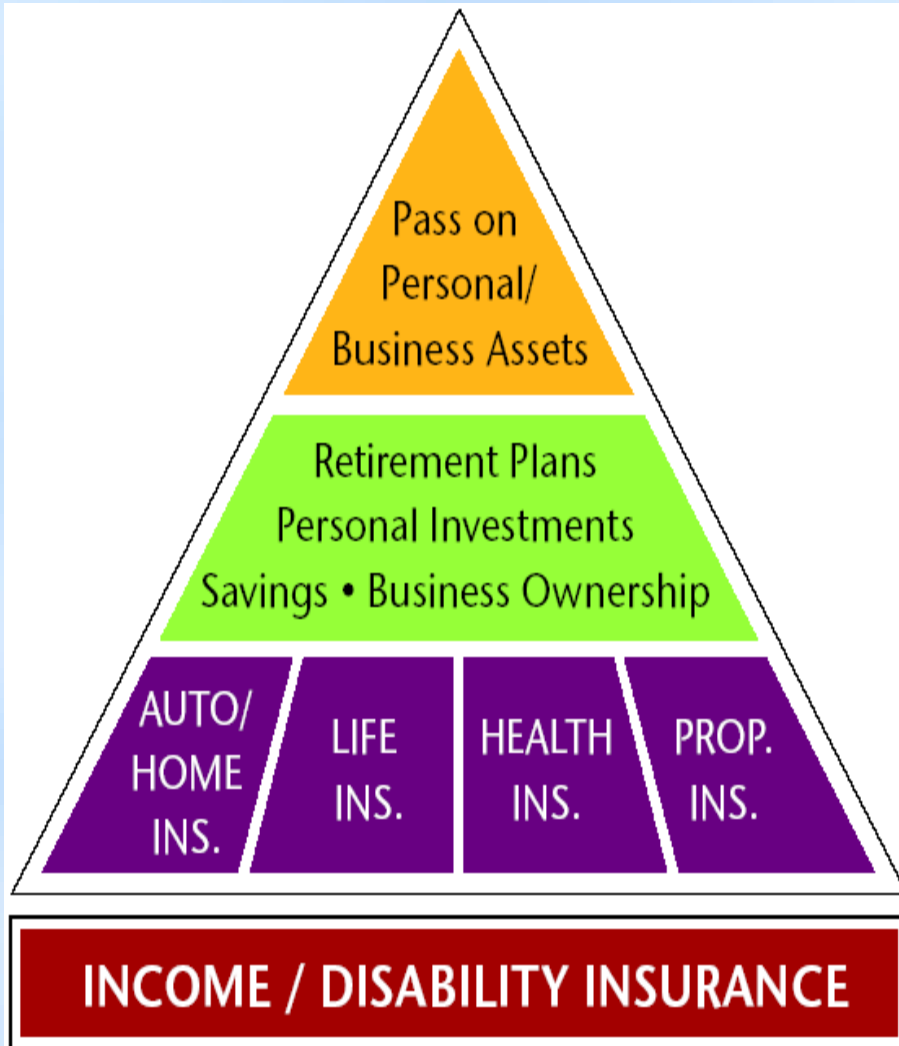 Pass on
Personal/
Business Assets
Retirement Plans
Personal Investments
Savings • Business Ownership
AUTO/
HOME
INS.
LIFE
INS.
HEALTH
INS.
PROP.
INS.
INCOME / DISABILITY INSURANCE